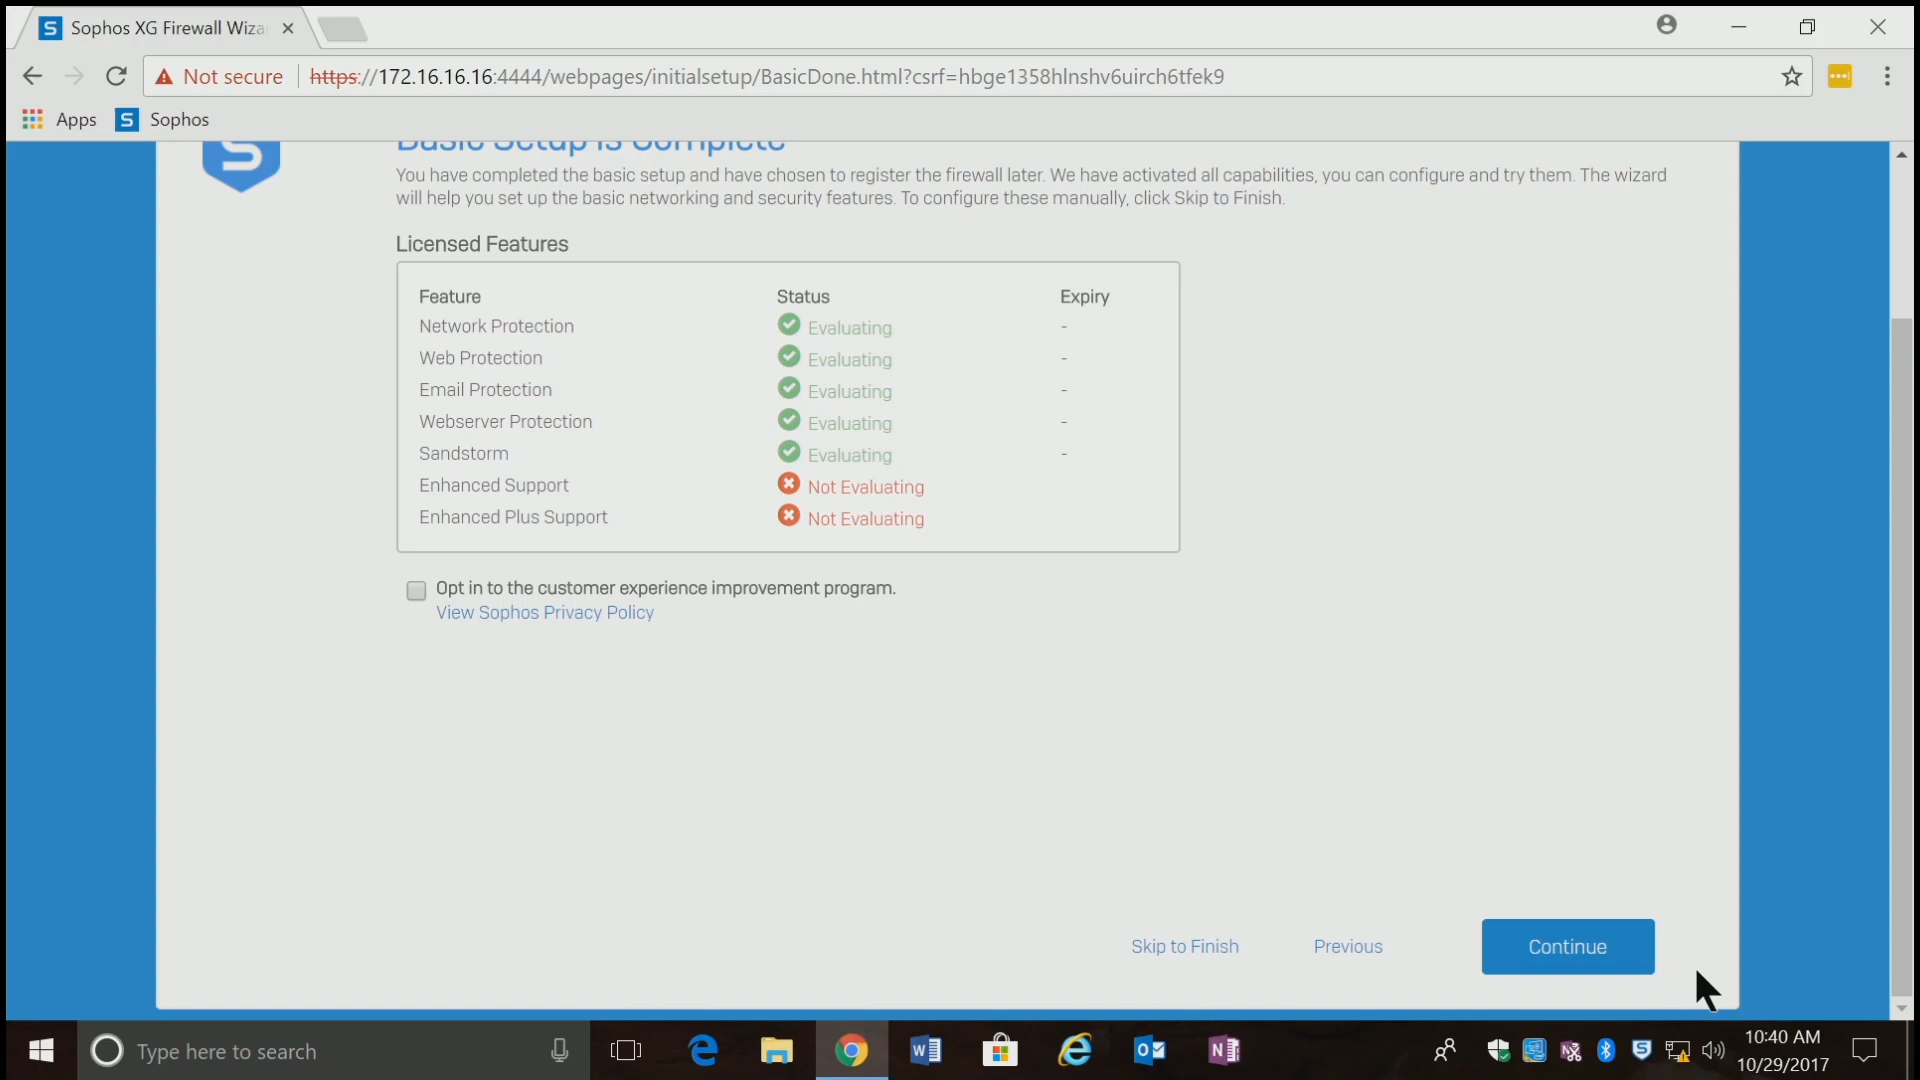 Sophos XG Firewall Wiza
Not secure https://172.16.16.16:4444/webpages/initialsetup/BasicDone.html?csrf=hbge1358hlnshv6uirch6tfek9
Apps Sophos
Basic Setup is Complete
You have completed the basic setup and have chosen to register the firewall later. We have activated all capabilities, you can configure and try them. The wizard
will help you set up the basic networking and security features. To configure these manually, click Skip to Finish.
Licensed Features
Feature Status Expiry
Network Protection Evaluating -
Web Protection Evaluating -
Email Protection Evaluating -
Webserver Protection Evaluating -
Sandstorm Evaluating -
Enhanced Support Not Evaluating
Enhanced Plus Support Not Evaluating
Opt in to the customer experience improvement program.
View Sophos Privacy Policy
Skip to Finish Previous Continue
Type here to search
10:40 AM
10/29/2017